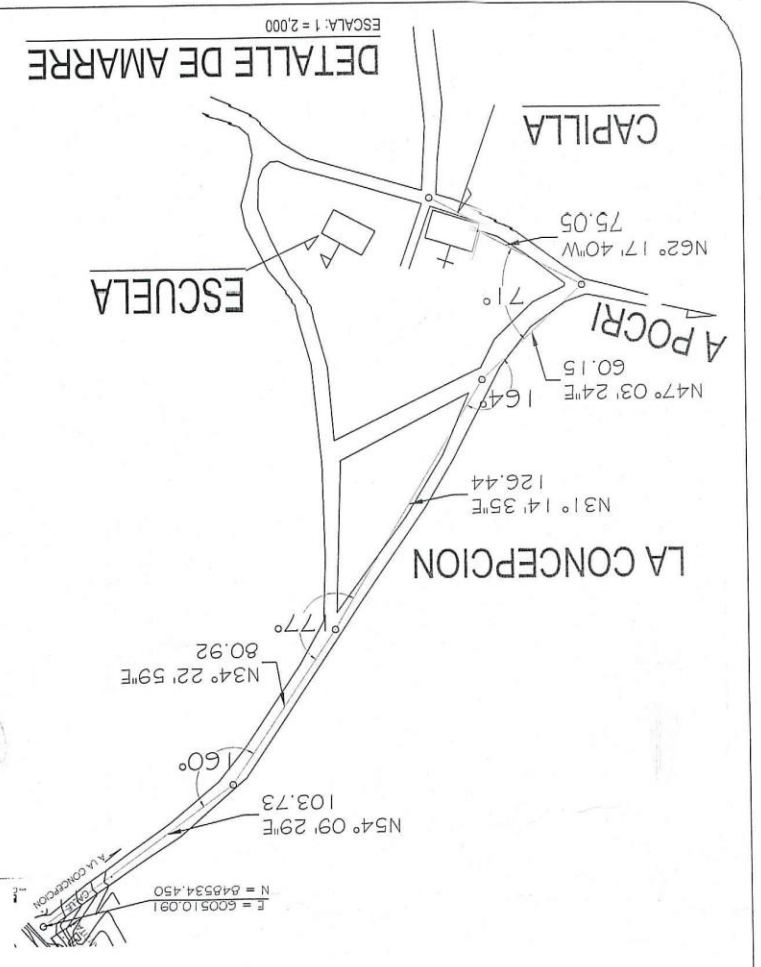 E = 600510.091
N = 848534.450
CALLE
A LA CONCEPCION
N54° 09' 29"E
103.73
160°
N34° 22' 59"E
80.92
177°
LA CONCEPCION
N31° 14' 35"E
126.44
164°
N47° 03' 24"E
60.15
A POCRI
71°
ESCUELA
N62° 17' 40"W
75.05
CAPILLA
DETALLE DE AMARRE
ESCALA: 1 = 2,000